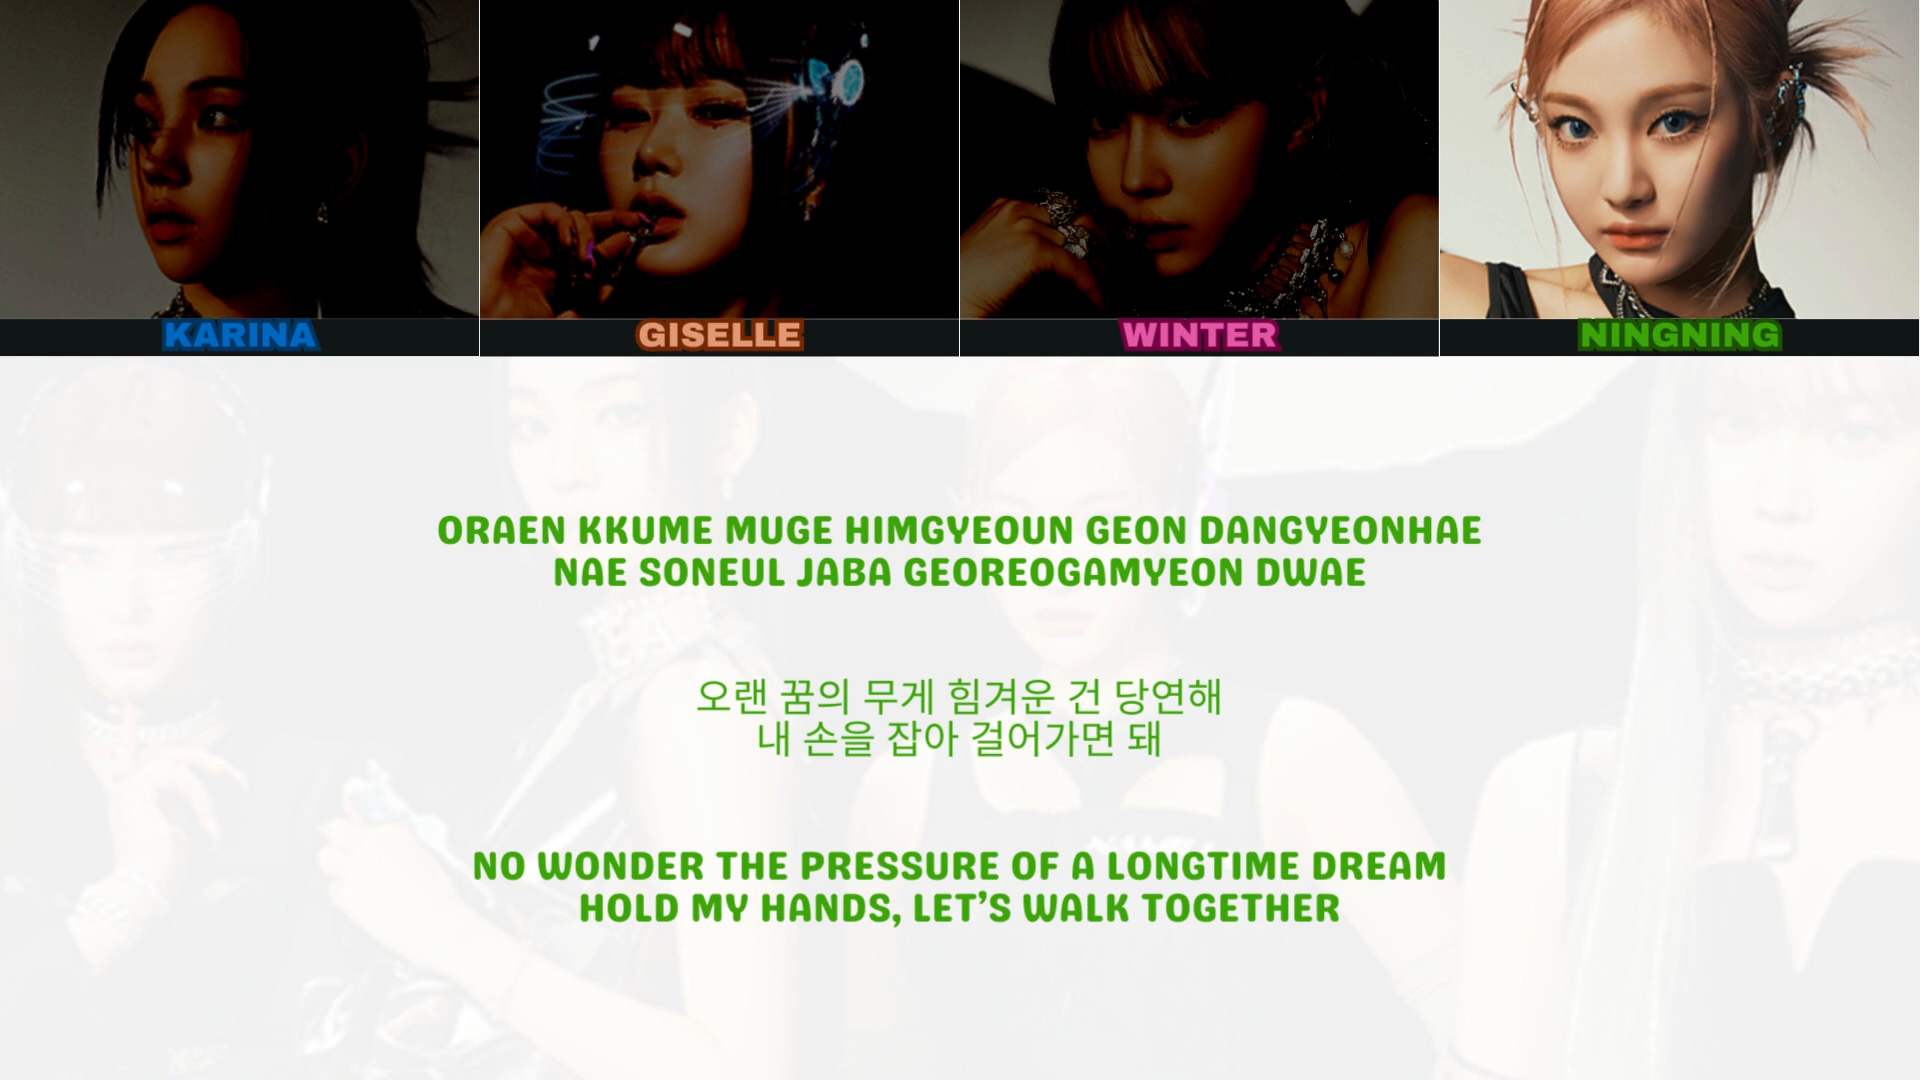 KARINA
GISELLE
WINTER
NINGNING
ORAEN KKUME MUGE HIMGYEOUN GEON DANGYEONHAE
NAE SONEUL JABA GEOREOGAMYEON DWAE
오랜 꿈의 무게 힘겨운 건 당연해
내 손을 잡아 걸어가면 돼
NO WONDER THE PRESSURE OF A LONGTIME DREAM
HOLD MY HANDS, LET’S WALK TOGETHER